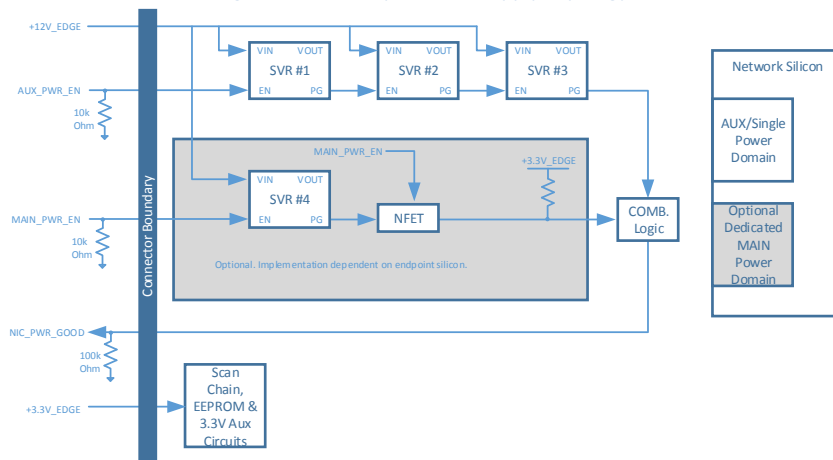 +12V_EDGE
VIN VOUT
SVR #1
EN PG
VIN VOUT
SVR #2
EN PG
VIN VOUT
SVR #3
EN PG
Network Silicon
AUX_PWR_EN
10k
Ohm
AUX/Single
Power
Domain
MAIN_PWR_EN
+3.3V_EDGE
VIN VOUT
SVR #4
EN PG
NFET
COMB.
Logic
Optional
Dedicated
MAIN
Power
Domain
MAIN_PWR_EN
10k
Ohm
Connector Boundary
Optional. Implementation dependent on endpoint silicon.
NIC_PWR_GOOD
100k
Ohm
Scan
Chain,
EEPROM &
3.3V Aux
Circuits
+3.3V_EDGE